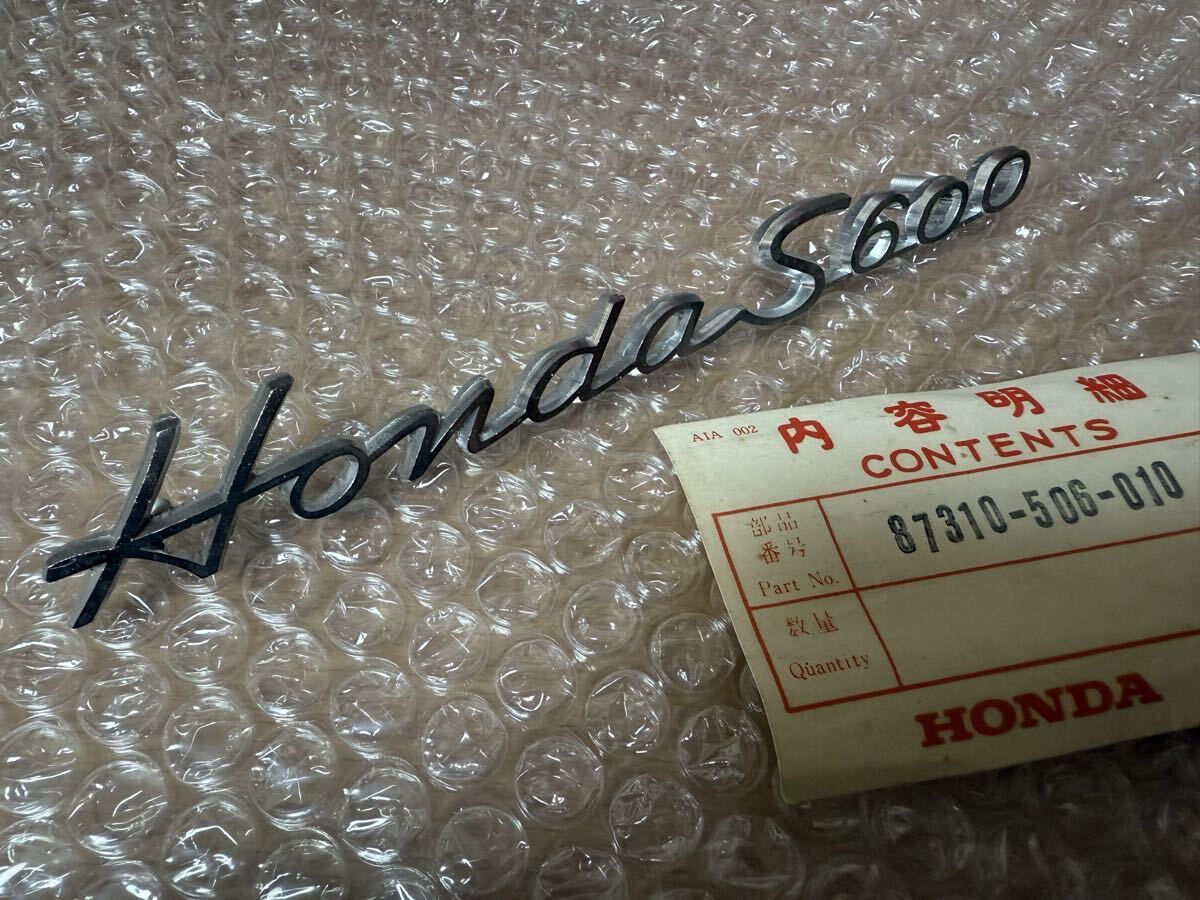 Honda S600
AIA 002
内容明細
CONTENTS
部品
番号
Part No.
87310-506-010
数量
Quantity
HONDA